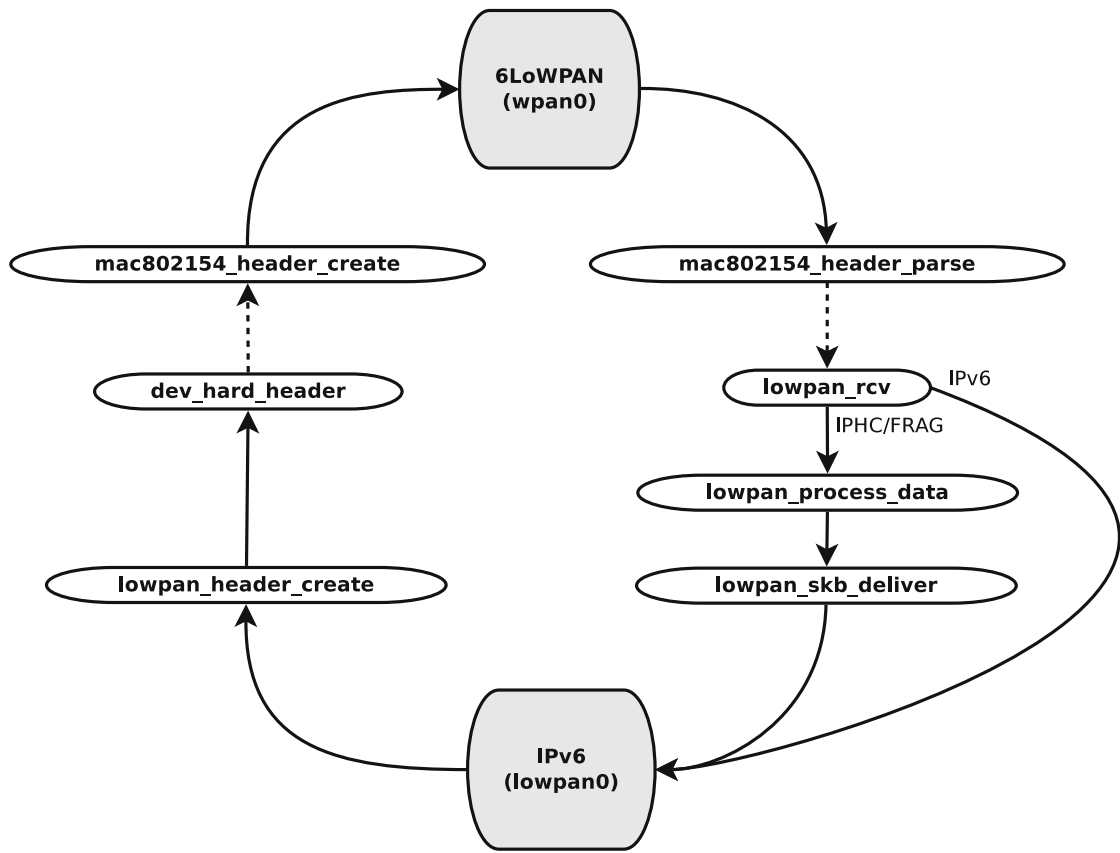 6LoWPAN
(wpan0)
mac802154_header_create
mac802154_header_parse
dev_hard_header
lowpan_rcv
IPv6
IPHC/FRAG
lowpan_process_data
lowpan_header_create
lowpan_skb_deliver
IPv6
(lowpan0)